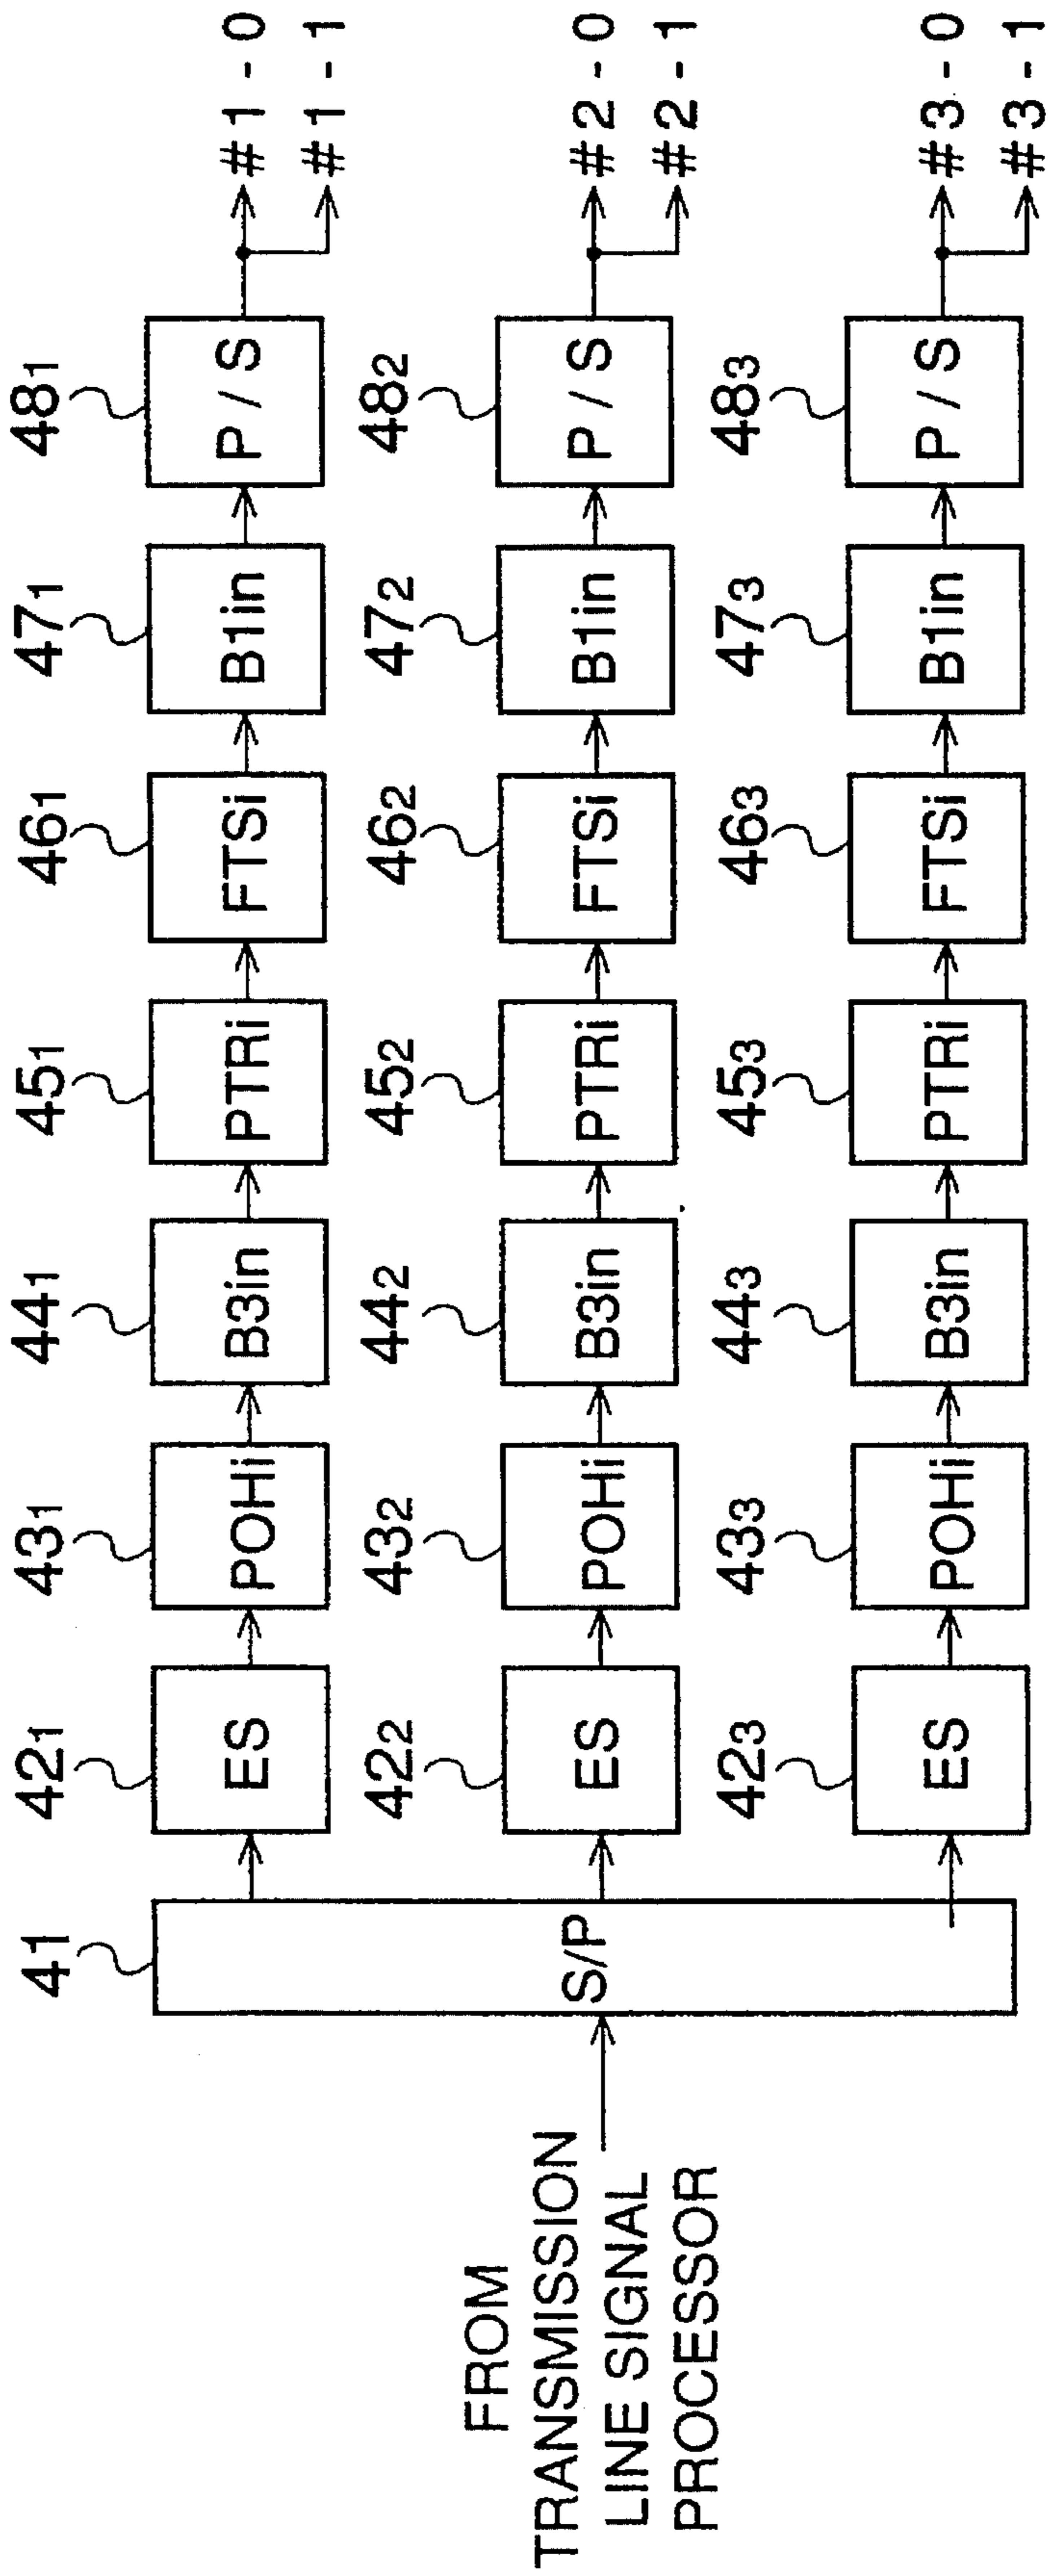 41
42₁
43₁
44₁
45₁
46₁
47₁
48₁
ES
POHi
B3in
PTRi
FTSi
B1in
P / S
# 1 - 0
# 1 - 1
42₂
43₂
44₂
45₂
46₂
47₂
48₂
FROM
TRANSMISSION
LINE SIGNAL
PROCESSOR
S/P
ES
POHi
B3in
PTRi
FTSi
B1in
P / S
# 2 - 0
# 2 - 1
42₃
43₃
44₃
45₃
46₃
47₃
48₃
ES
POHi
B3in
PTRi
FTSi
B1in
P / S
# 3 - 0
# 3 - 1